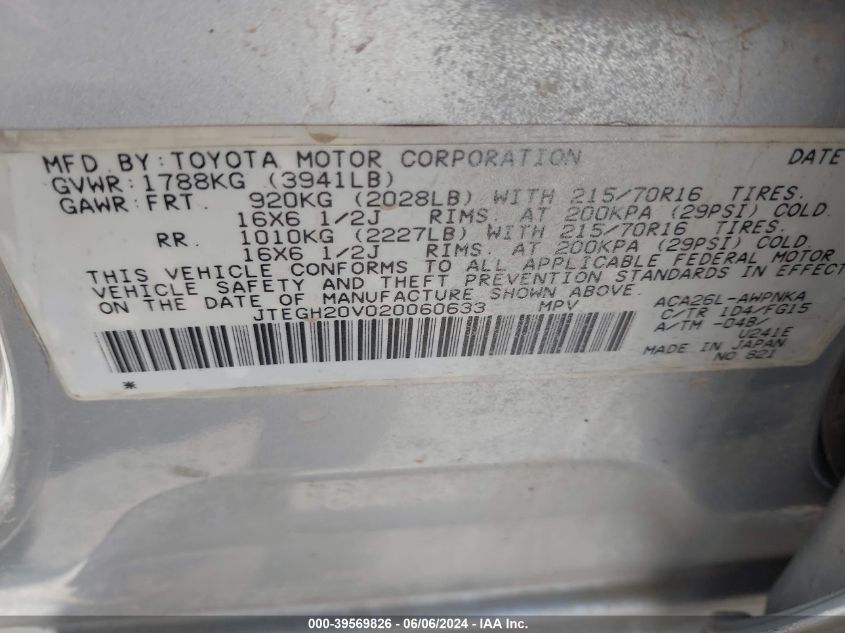 MFD. BY: TOYOTA MOTOR CORPORATION DATE
GVWR: 1788KG (3941LB)
GAWR: FRT. 920KG (2028LB) WITH 215/70R16 TIRES.
16X6 1/2J RIMS. AT 200KPA (29PSI) COLD.
RR. 1010KG (2227LB) WITH 215/70R16 TIRES.
16X6 1/2J RIMS. AT 200KPA (29PSI) COLD.
THIS VEHICLE CONFORMS TO ALL APPLICABLE FEDERAL MOTOR
VEHICLE SAFETY AND THEFT PREVENTION STANDARDS IN EFFECT
ON THE DATE OF MANUFACTURE SHOWN ABOVE.
JTEGH20V020060633 MPV ACA26L-AWPNKA
C/TR 1D4/FG15
A/TM -04B/
U241E
MADE IN JAPAN
NO 821
*
000-39569826 - 06/06/2024 - IAA Inc.